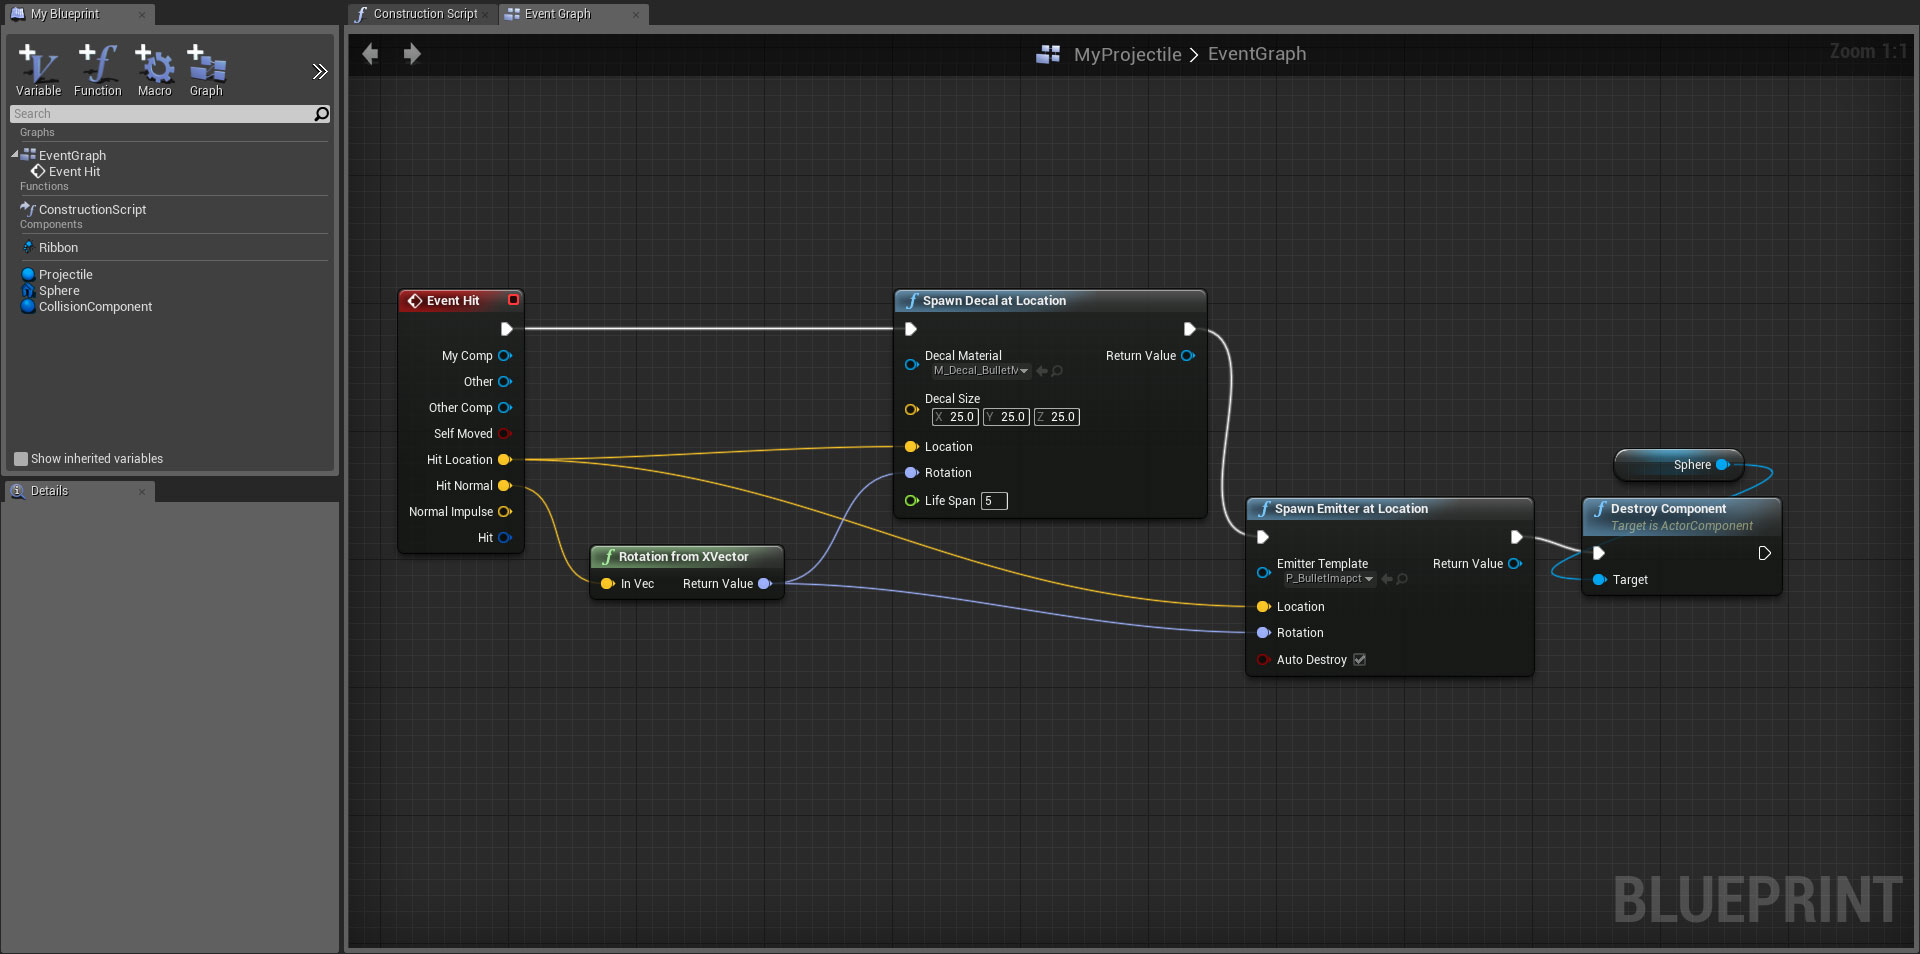 My Blueprint
Construction Script
Event Graph
MyProjectile > EventGraph
Zoom 1:1
Variable
Function
Macro
Graph
Search
Graphs
EventGraph
Event Hit
Functions
ConstructionScript
Components
Ribbon
Projectile
Sphere
CollisionComponent
Show inherited variables
Details
Event Hit
My Comp
Other
Other Comp
Self Moved
Hit Location
Hit Normal
Normal Impulse
Hit
Rotation from XVector
In Vec Return Value
Spawn Decal at Location
Decal Material Return Value
M_Decal_Bullet
Decal Size
X 25.0 Y 25.0 Z 25.0
Location
Rotation
Life Span 5
Spawn Emitter at Location
Emitter Template Return Value
P_BulletImapct
Location
Rotation
Auto Destroy
Sphere
Destroy Component
Target is ActorComponent
Target
BLUEPRINT